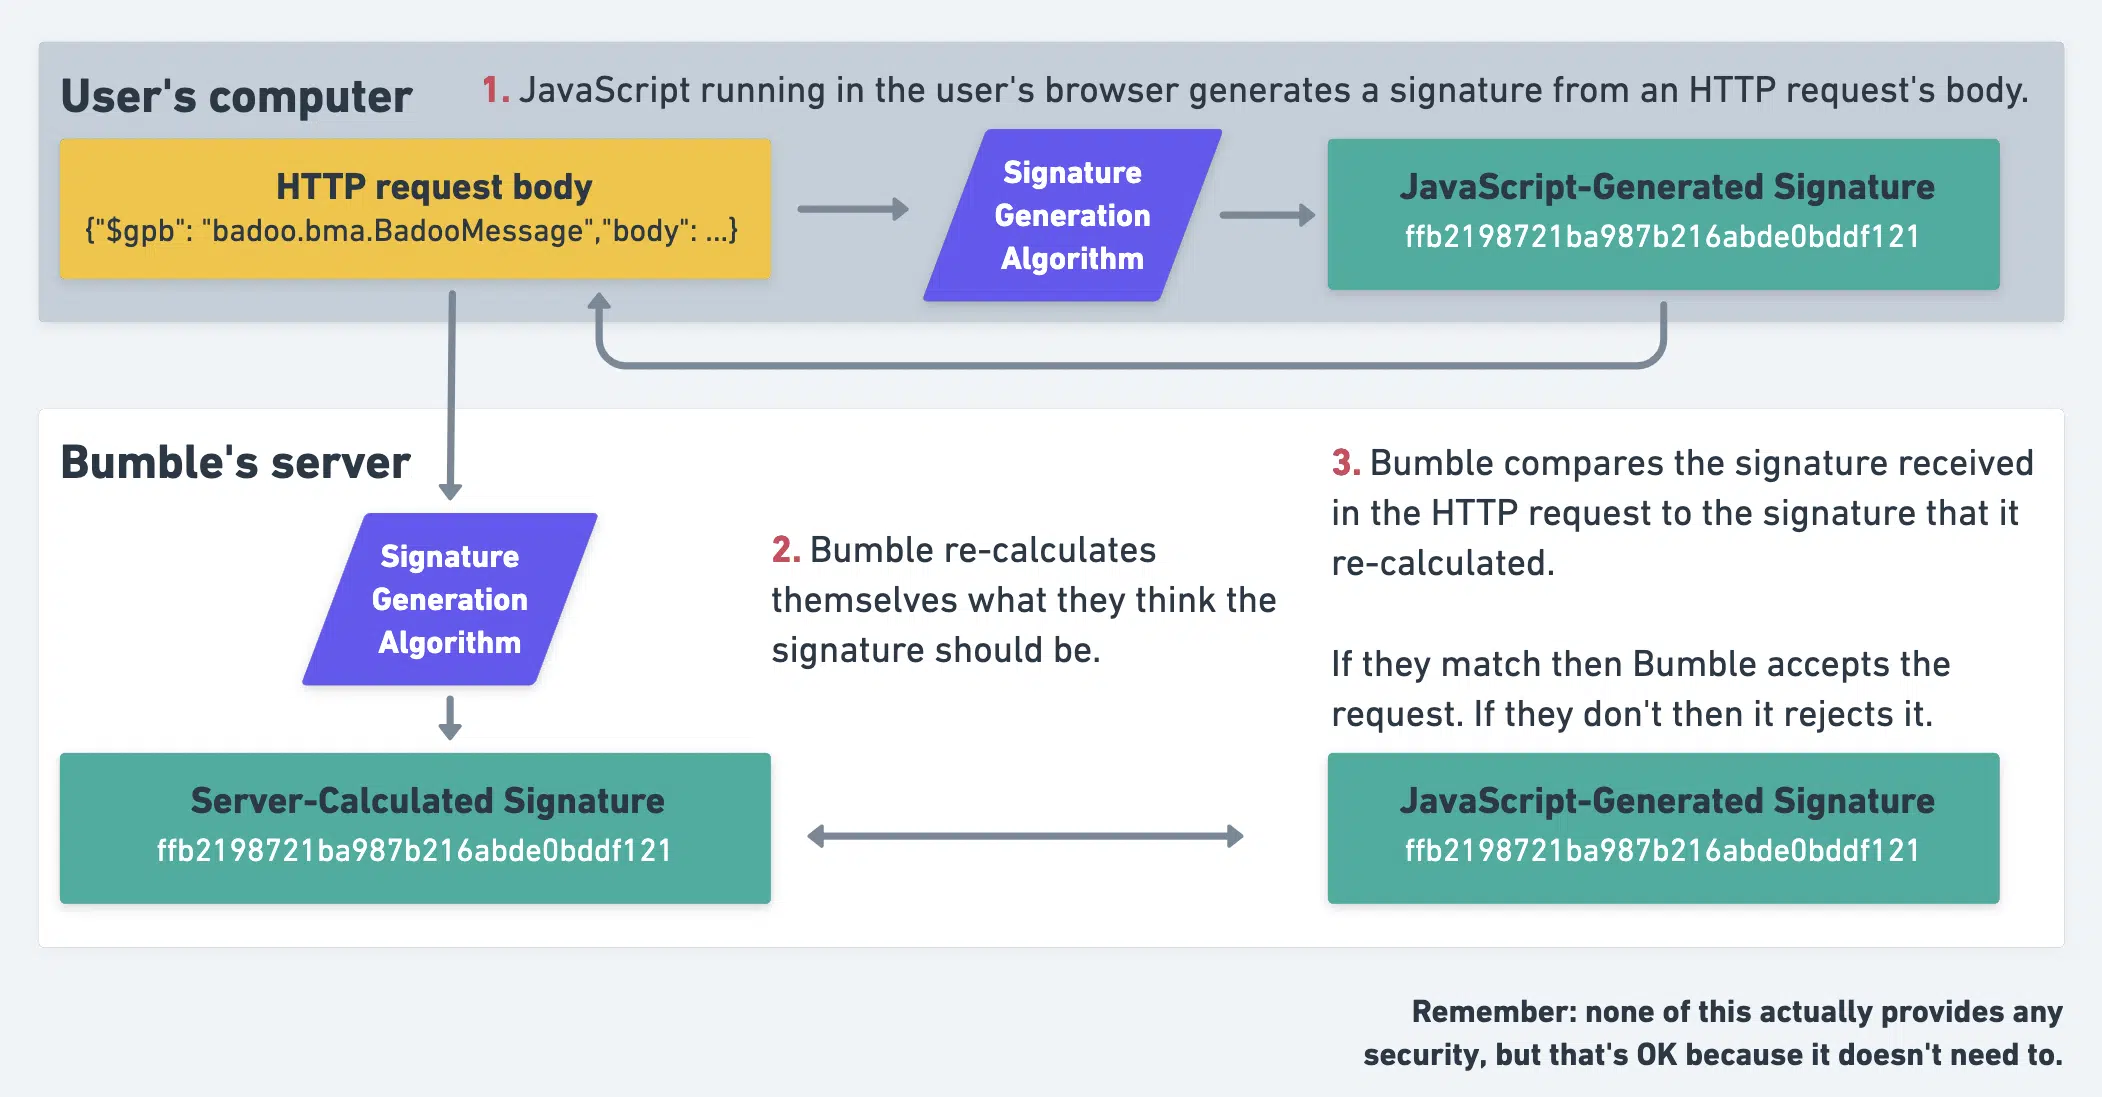 User's computer
1. JavaScript running in the user's browser generates a signature from an HTTP request's body.
HTTP request body
{"$gpb": "badoo.bma.BadooMessage","body": ...}
Signature
Generation
Algorithm
JavaScript-Generated Signature
ffb2198721ba987b216abde0bddf121
Bumble's server
Signature
Generation
Algorithm
2. Bumble re-calculates
themselves what they think the
signature should be.
3. Bumble compares the signature received
in the HTTP request to the signature that it
re-calculated.
If they match then Bumble accepts the
request. If they don't then it rejects it.
Server-Calculated Signature
ffb2198721ba987b216abde0bddf121
JavaScript-Generated Signature
ffb2198721ba987b216abde0bddf121
Remember: none of this actually provides any
security, but that's OK because it doesn't need to.